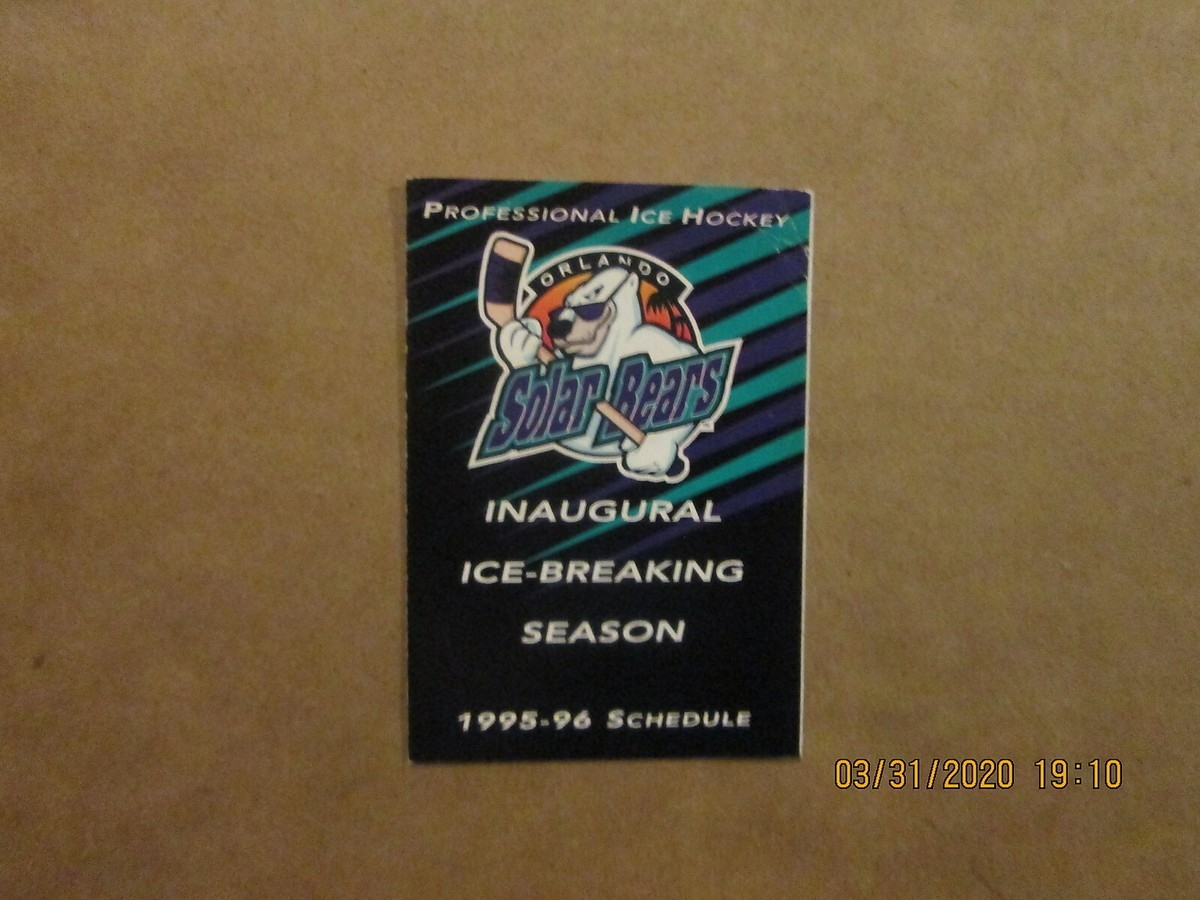 PROFESSIONAL ICE HOCKEY
ORLANDO
Solar Bears
INAUGURAL
ICE-BREAKING
SEASON
1995-96 SCHEDULE
03/31/2020 19:10